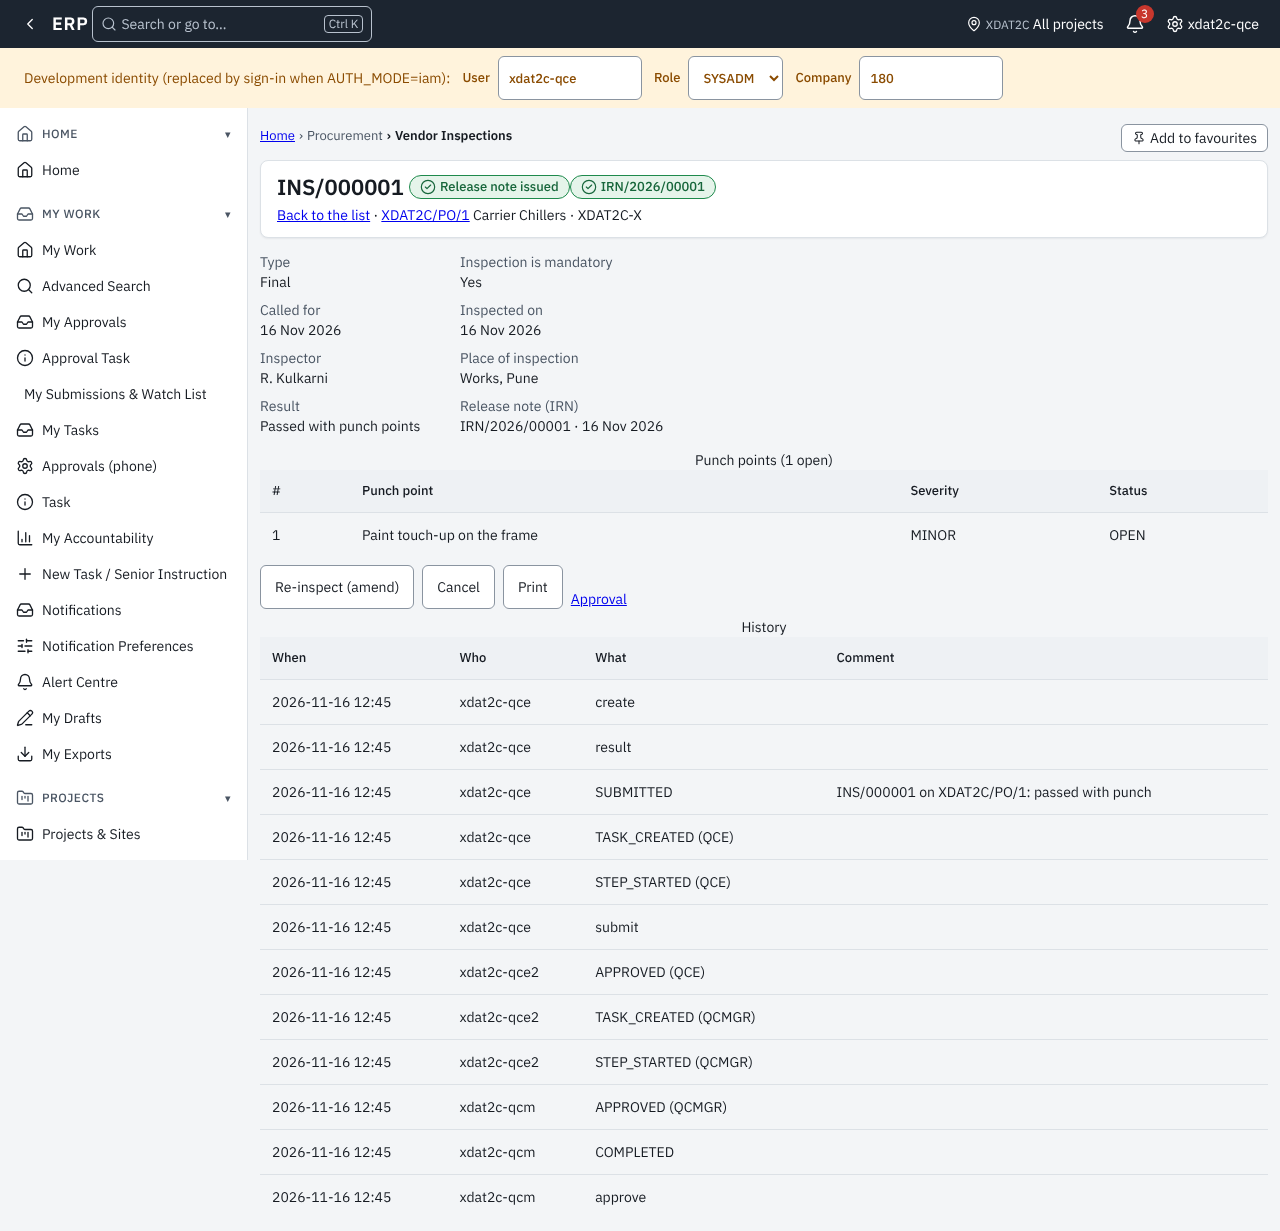 ERP
Search or go to...
Ctrl K
XDAT2C All projects
3
xdat2c-qce
Development identity (replaced by sign-in when AUTH_MODE=iam):
User xdat2c-qce
Role SYSADM
Company 180
HOME
Home
MY WORK
My Work
Advanced Search
My Approvals
Approval Task
My Submissions & Watch List
My Tasks
Approvals (phone)
Task
My Accountability
New Task / Senior Instruction
Notifications
Notification Preferences
Alert Centre
My Drafts
My Exports
PROJECTS
Projects & Sites
Home › Procurement › Vendor Inspections
Add to favourites
INS/000001 Release note issued IRN/2026/00001
Back to the list · XDAT2C/PO/1 Carrier Chillers · XDAT2C-X
Type Inspection is mandatory
Final Yes
Called for Inspected on
16 Nov 2026 16 Nov 2026
Inspector Place of inspection
R. Kulkarni Works, Pune
Result Release note (IRN)
Passed with punch points IRN/2026/00001 · 16 Nov 2026
Punch points (1 open)
# Punch point Severity Status
1 Paint touch-up on the frame MINOR OPEN
Re-inspect (amend) Cancel Print Approval
History
When Who What Comment
2026-11-16 12:45 xdat2c-qce create
2026-11-16 12:45 xdat2c-qce result
2026-11-16 12:45 xdat2c-qce SUBMITTED INS/000001 on XDAT2C/PO/1: passed with punch
2026-11-16 12:45 xdat2c-qce TASK_CREATED (QCE)
2026-11-16 12:45 xdat2c-qce STEP_STARTED (QCE)
2026-11-16 12:45 xdat2c-qce submit
2026-11-16 12:45 xdat2c-qce2 APPROVED (QCE)
2026-11-16 12:45 xdat2c-qce2 TASK_CREATED (QCMGR)
2026-11-16 12:45 xdat2c-qce2 STEP_STARTED (QCMGR)
2026-11-16 12:45 xdat2c-qcm APPROVED (QCMGR)
2026-11-16 12:45 xdat2c-qcm COMPLETED
2026-11-16 12:45 xdat2c-qcm approve